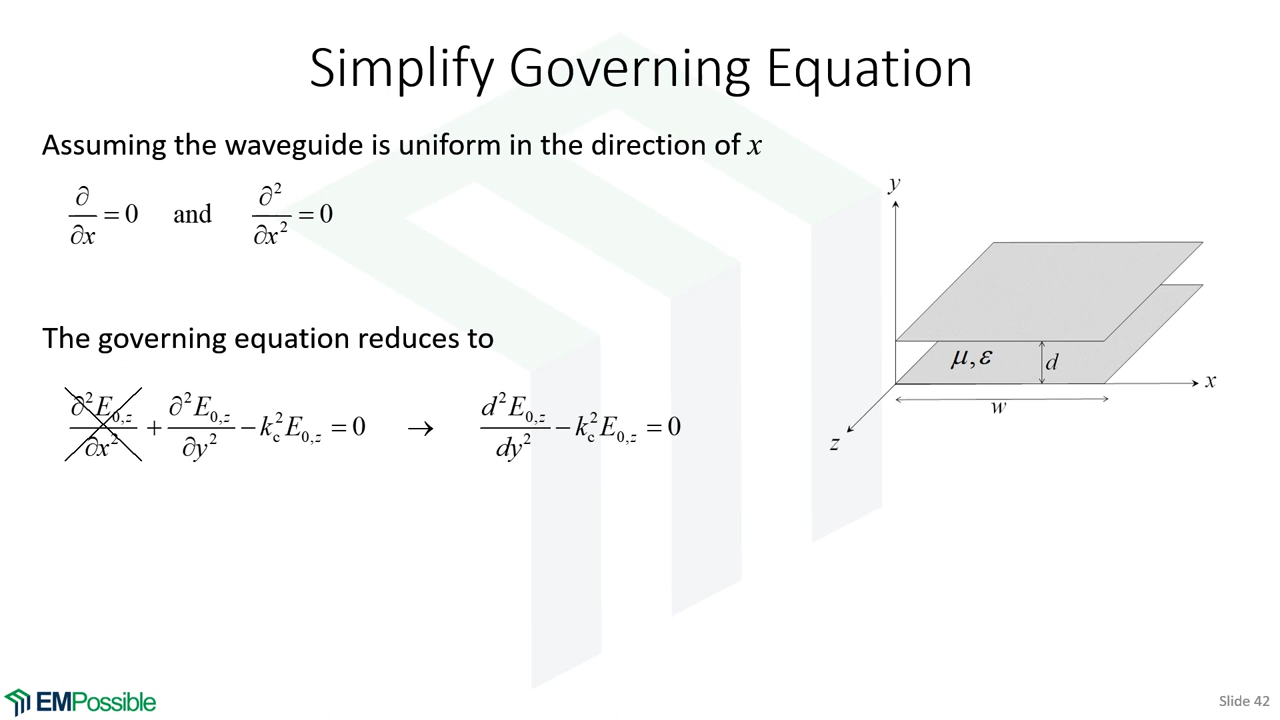 Simplify Governing Equation
Assuming the waveguide is uniform in the direction of x
∂/∂x = 0 and ∂²/∂x² = 0
The governing equation reduces to
∂²E₀,z/∂x² + ∂²E₀,z/∂y² − k_c²E₀,z = 0 → d²E₀,z/dy² − k_c²E₀,z = 0
y
μ, ε
d
x
w
z
EMPossible
Slide 42